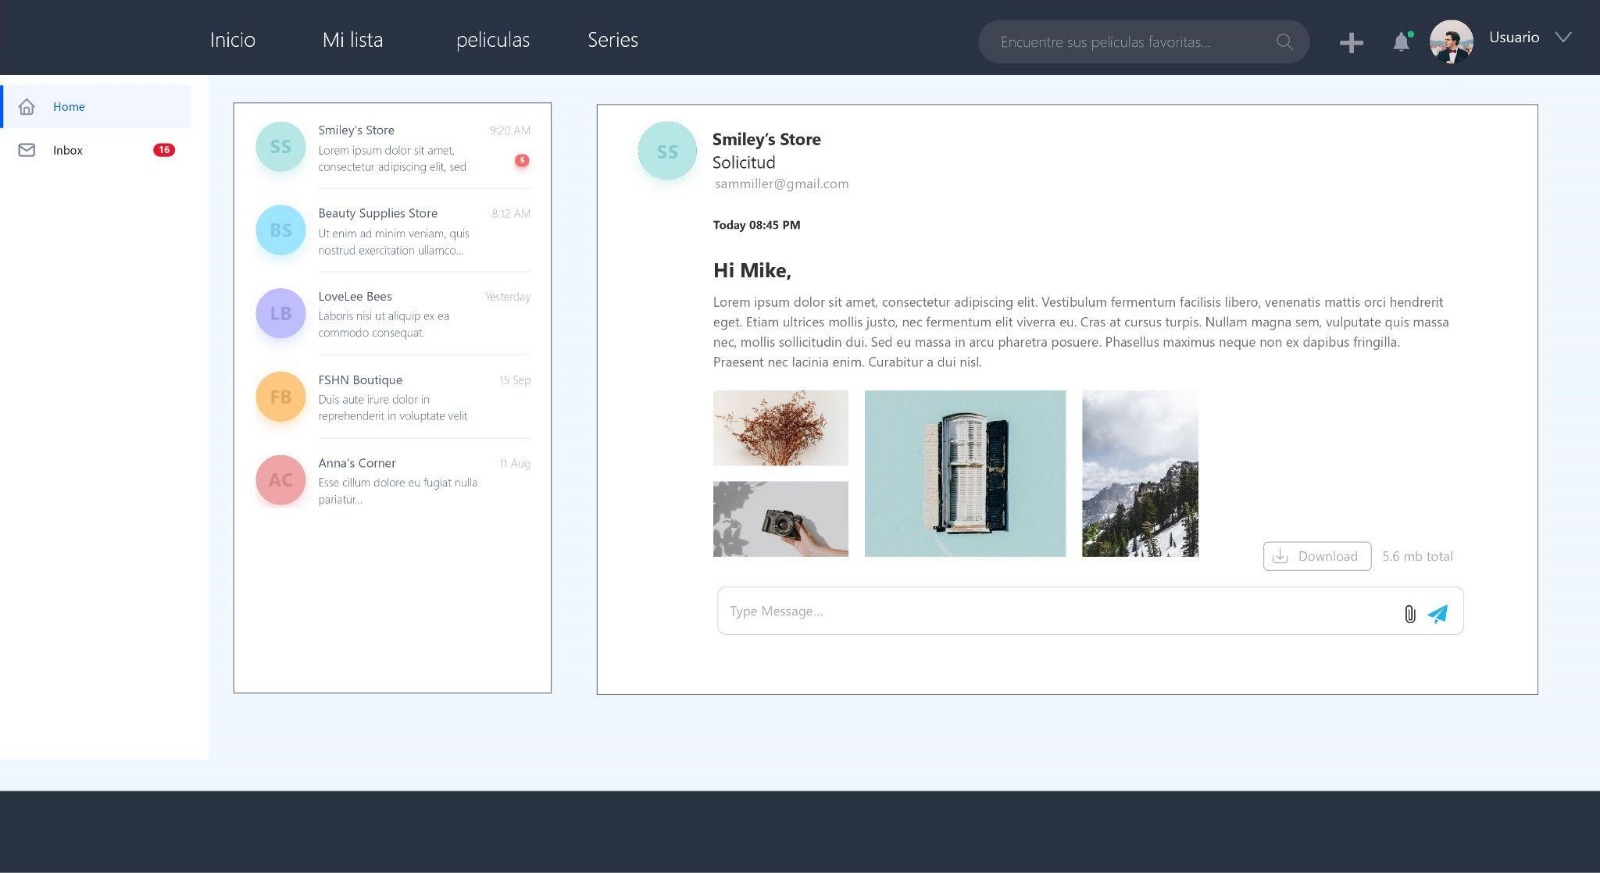 Inicio
Mi lista
peliculas
Series
Encuentre sus películas favoritas...
Usuario
Home
Inbox
16
SS
Smiley's Store
9:20 AM
Lorem ipsum dolor sit amet,
consectetur adipiscing elit, sed
5
BS
Beauty Supplies Store
8:12 AM
Ut enim ad minim veniam, quis
nostrud exercitation ullamco...
LB
LoveLee Bees
Yesterday
Laboris nisi ut aliquip ex ea
commodo consequat.
FB
FSHN Boutique
15 Sep
Duis aute irure dolor in
reprehenderit in voluptate velit
AC
Anna's Corner
11 Aug
Esse cillum dolore eu fugiat nulla
pariatur...
SS
Smiley's Store
Solicitud
sammiller@gmail.com
Today 08:45 PM
Hi Mike,
Lorem ipsum dolor sit amet, consectetur adipiscing elit. Vestibulum fermentum facilisis libero, venenatis mattis orci hendrerit
eget. Etiam ultrices mollis justo, nec fermentum elit viverra eu. Cras at cursus turpis. Nullam magna sem, vulputate quis massa
nec, mollis sollicitudin dui. Sed eu massa in arcu pharetra posuere. Phasellus maximus neque non ex dapibus fringilla.
Praesent nec lacinia enim. Curabitur a dui nisl.
Download
5.6 mb total
Type Message...